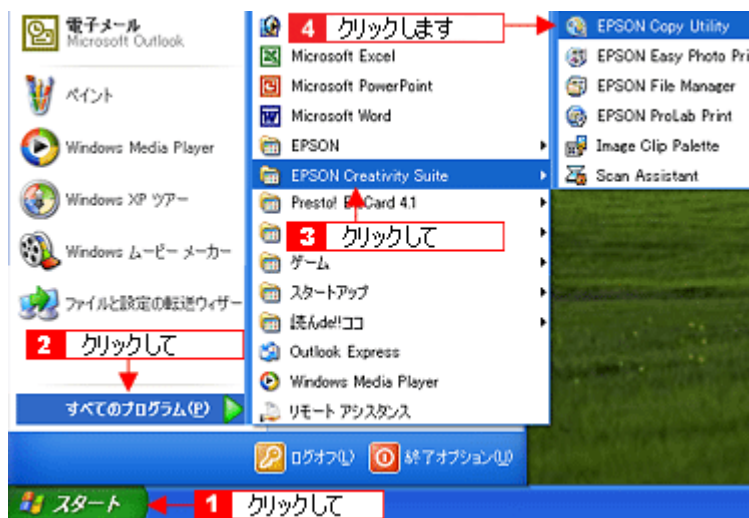 電子メール
Microsoft Outlook
ペイント
Windows Media Player
Windows XP ツアー
Windows ムービー メーカー
ファイルと設定の転送ウィザー
2 クリックして
すべてのプログラム(P)
4 クリックします
Microsoft Excel
Microsoft PowerPoint
Microsoft Word
EPSON
EPSON Creativity Suite
Presto! Card 4.1
3 クリックして
ゲーム
スタートアップ
読んde!!ココ
Outlook Express
Windows Media Player
リモート アシスタンス
EPSON Copy Utility
EPSON Easy Photo Pri
EPSON File Manager
EPSON ProLab Print
Image Clip Palette
Scan Assistant
ログオフ(L)
終了オプション(U)
スタート
1 クリックして